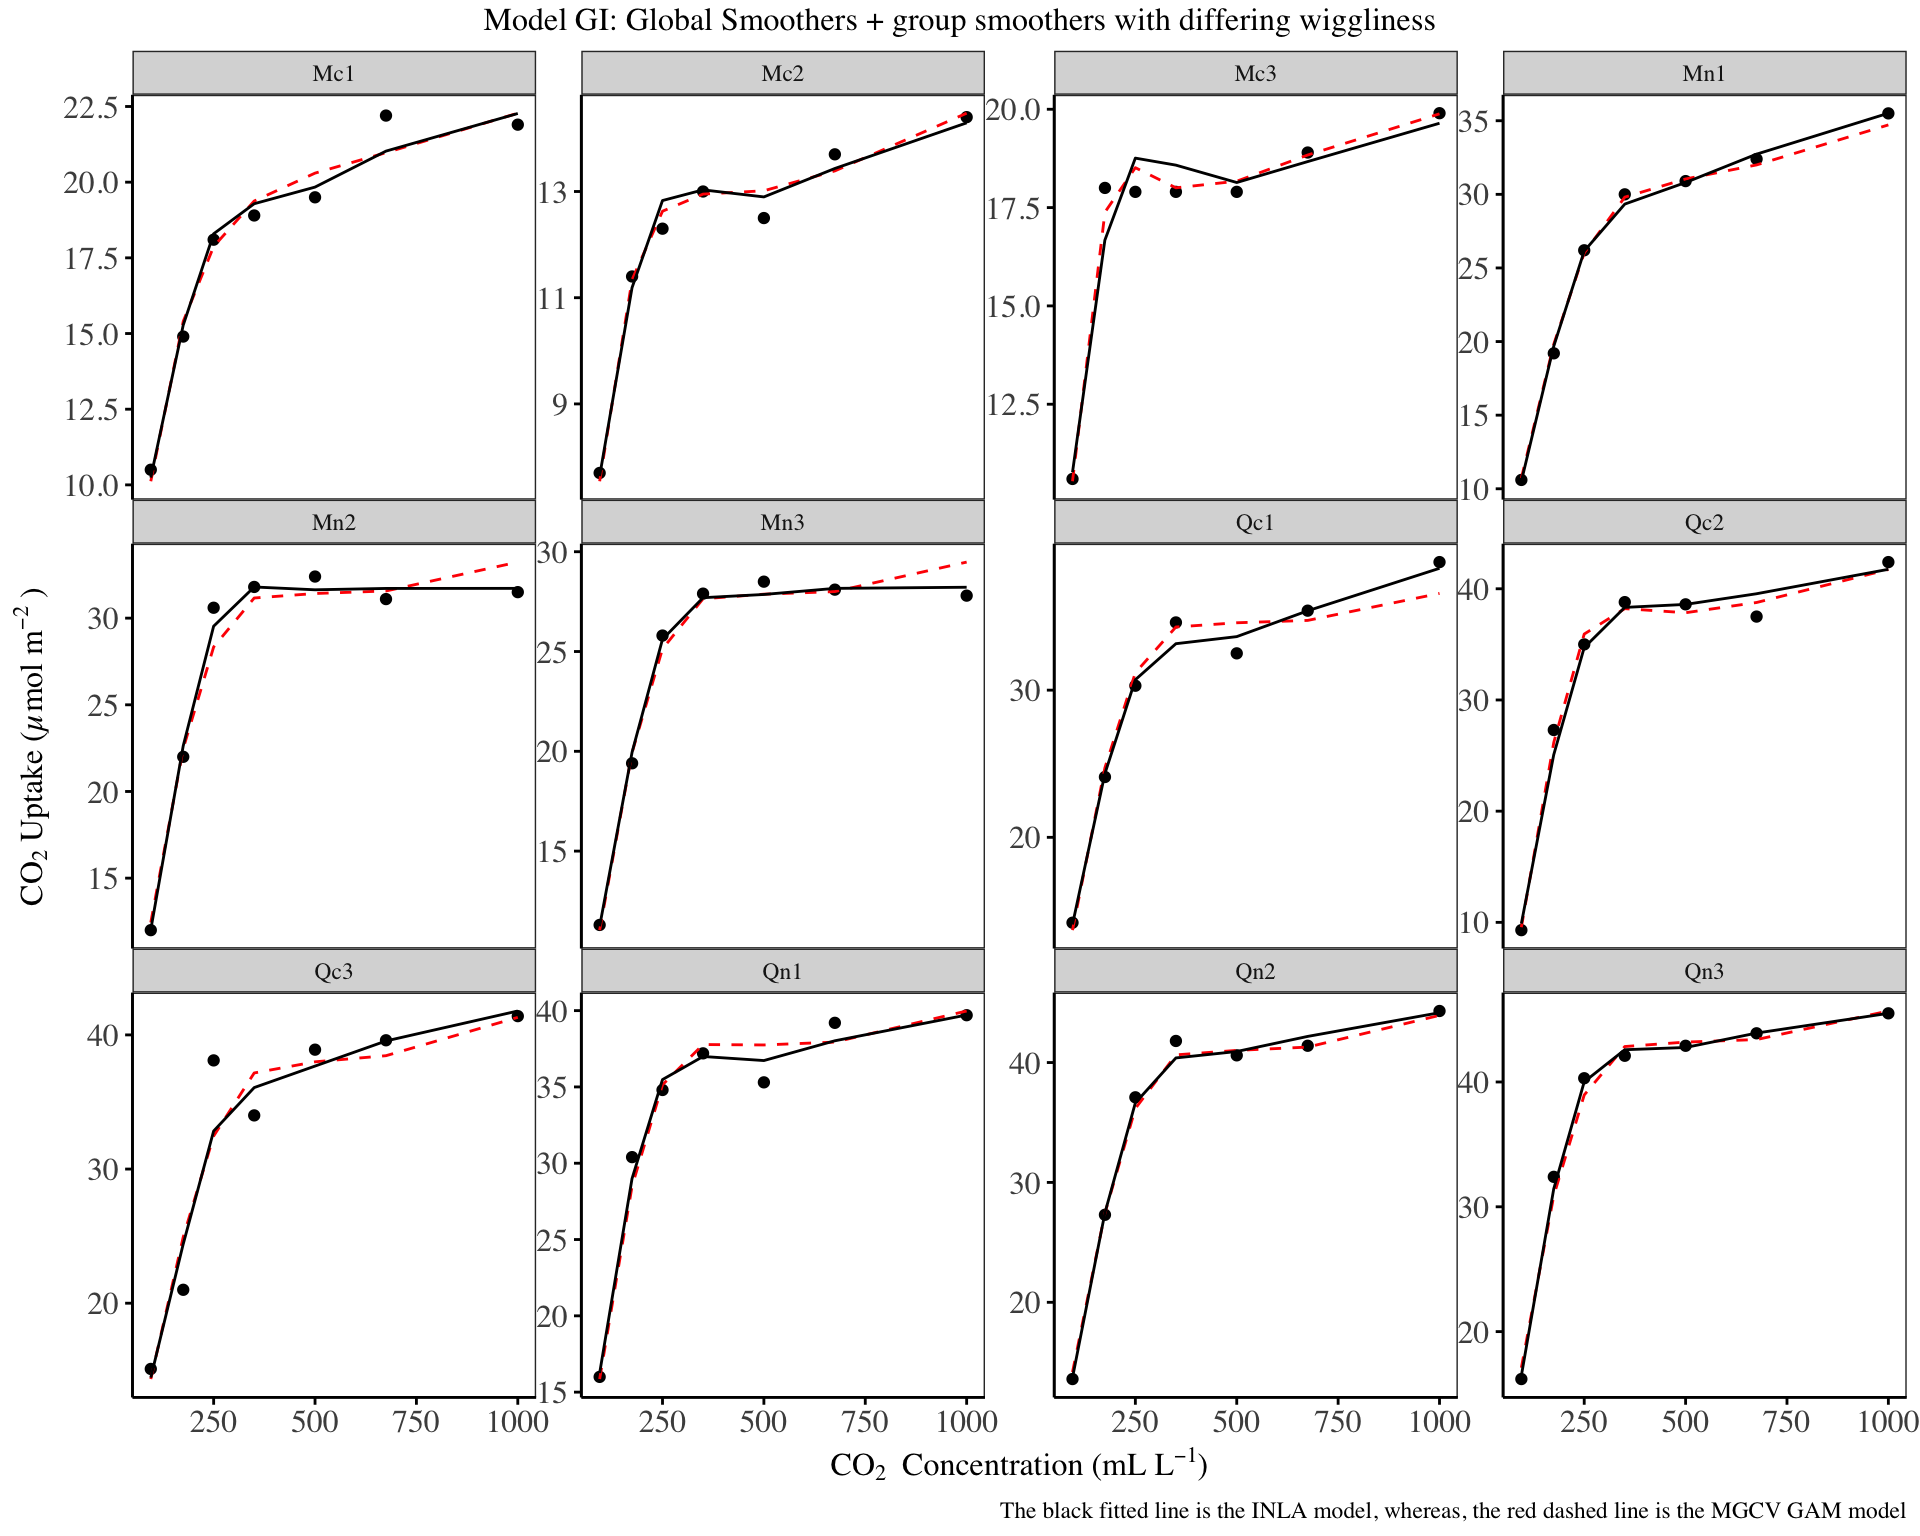 Model GI: Global Smoothers + group smoothers with differing wiggliness
Mc1 Mc2 Mc3 Mn1
22.5 20.0 17.5 15.0 12.5 10.0
13 11 9
20.0 17.5 15.0 12.5
35 30 25 20 15 10
Mn2 Mn3 Qc1 Qc2
30 25 20 15
30 25 20 15
30 20
40 30 20 10
CO₂ Uptake (μmol m⁻²)
Qc3 Qn1 Qn2 Qn3
40 30 20
40 35 30 25 20 15
40 30 20
40 30 20
250 500 750 1000 250 500 750 1000 250 500 750 1000 250 500 750 1000
CO₂ Concentration (mL L⁻¹)
The black fitted line is the INLA model, whereas, the red dashed line is the MGCV GAM model